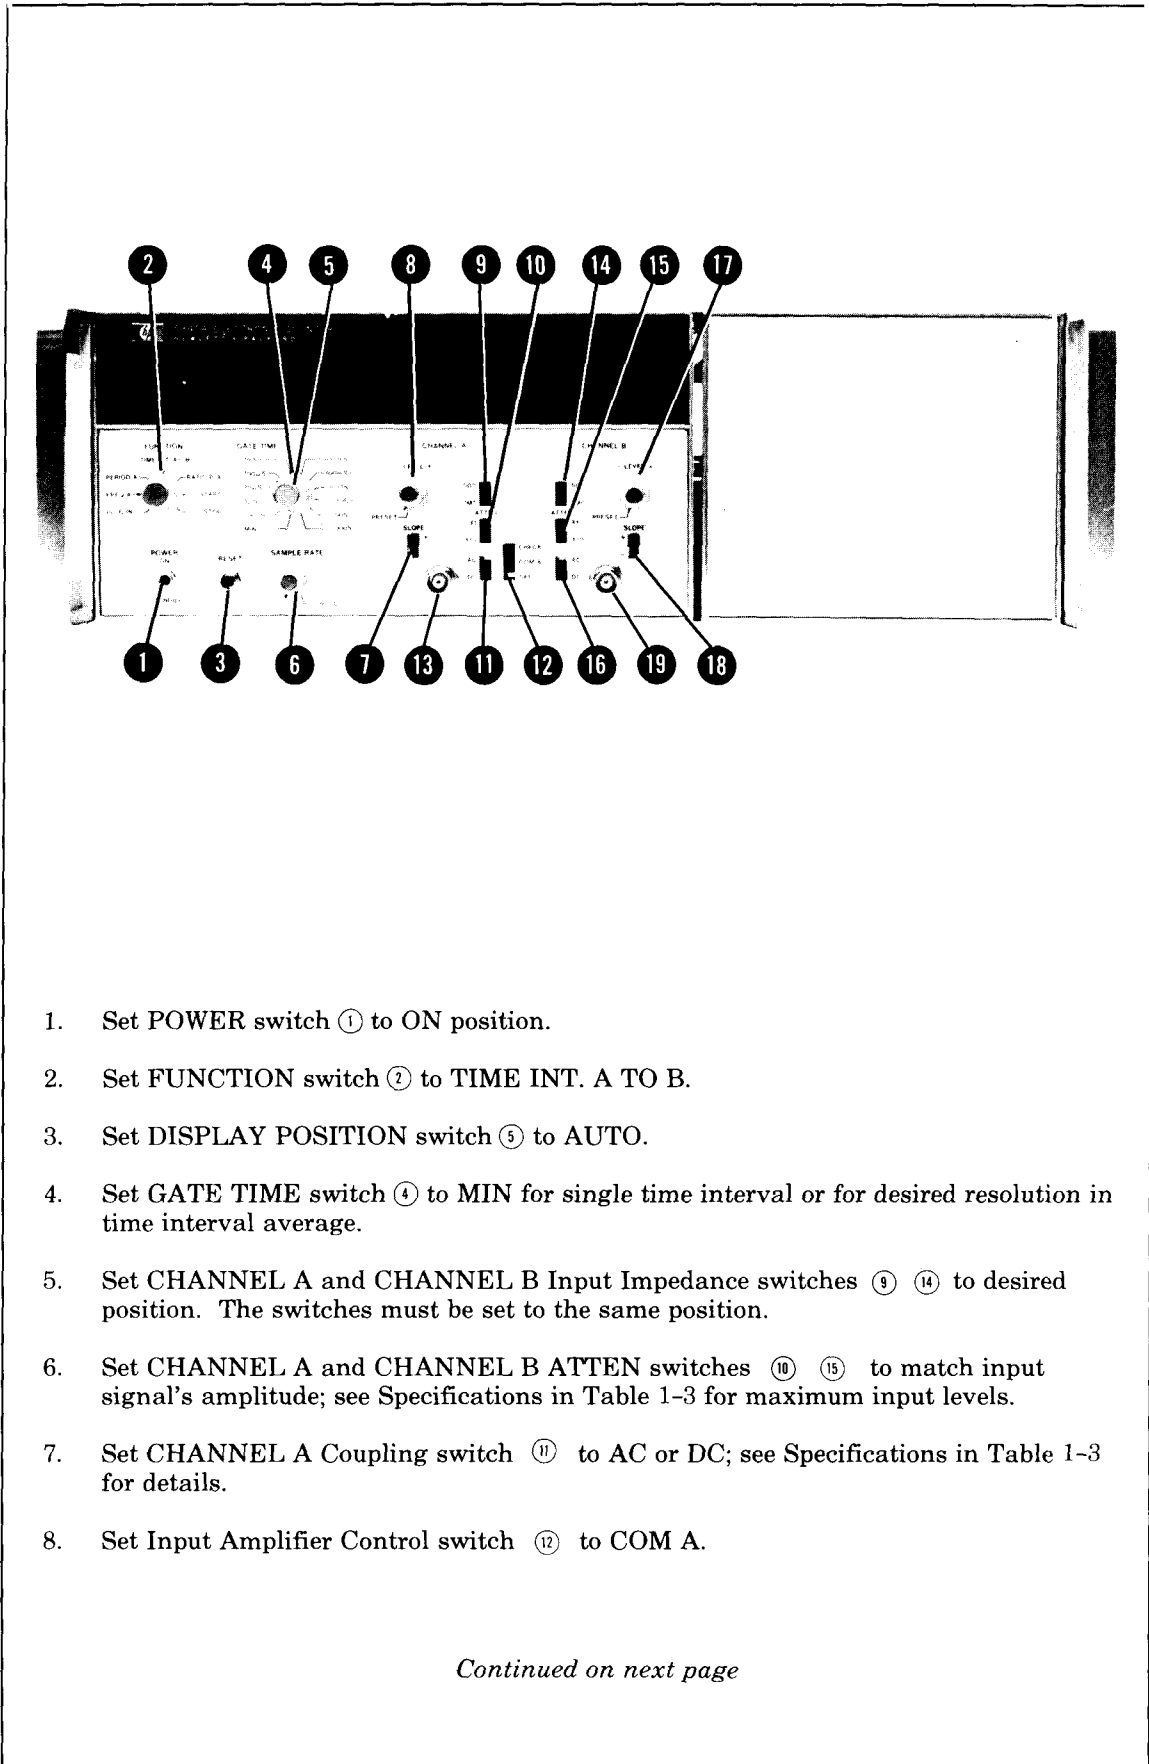 2 4 5 8 9 10 14 15 17
FUNCTION
GATE TIME
CHANNEL A
CHANNEL B
PERIOD A
PRESET
PRESET
SLOPE
SLOPE
ATTEN
ATTEN
CHECK
COM A
MIN
POWER
ON
RESET
SAMPLE RATE
1 3 6 7 13 11 12 16 19 18
1. Set POWER switch ① to ON position.
2. Set FUNCTION switch ② to TIME INT. A TO B.
3. Set DISPLAY POSITION switch ⑤ to AUTO.
4. Set GATE TIME switch ④ to MIN for single time interval or for desired resolution in
time interval average.
5. Set CHANNEL A and CHANNEL B Input Impedance switches ⑨ ⑭ to desired
position. The switches must be set to the same position.
6. Set CHANNEL A and CHANNEL B ATTEN switches ⑩ ⑮ to match input
signal's amplitude; see Specifications in Table 1-3 for maximum input levels.
7. Set CHANNEL A Coupling switch ⑪ to AC or DC; see Specifications in Table 1-3
for details.
8. Set Input Amplifier Control switch ⑫ to COM A.
Continued on next page